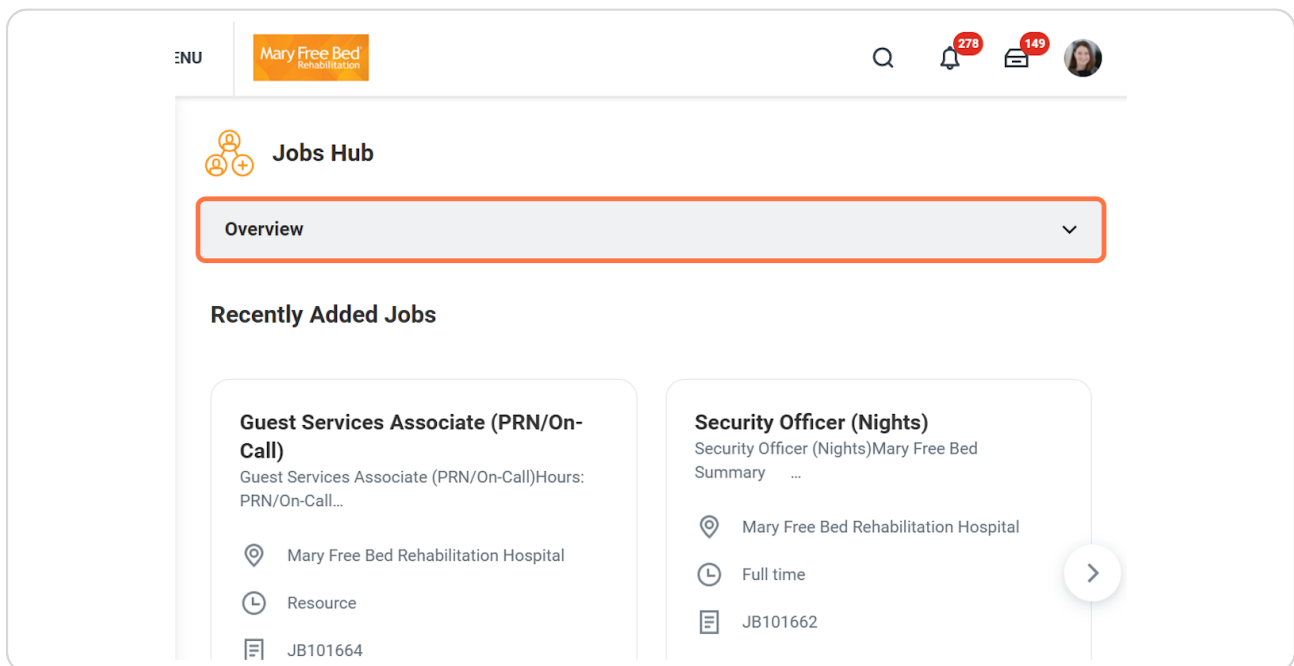 ENU
Mary Free Bed
Rehabilitation
278
149
Jobs Hub
Overview
Recently Added Jobs
Guest Services Associate (PRN/On-
Call)
Guest Services Associate (PRN/On-Call)Hours:
PRN/On-Call...
Mary Free Bed Rehabilitation Hospital
Resource
JB101664
Security Officer (Nights)
Security Officer (Nights)Mary Free Bed
Summary ...
Mary Free Bed Rehabilitation Hospital
Full time
JB101662